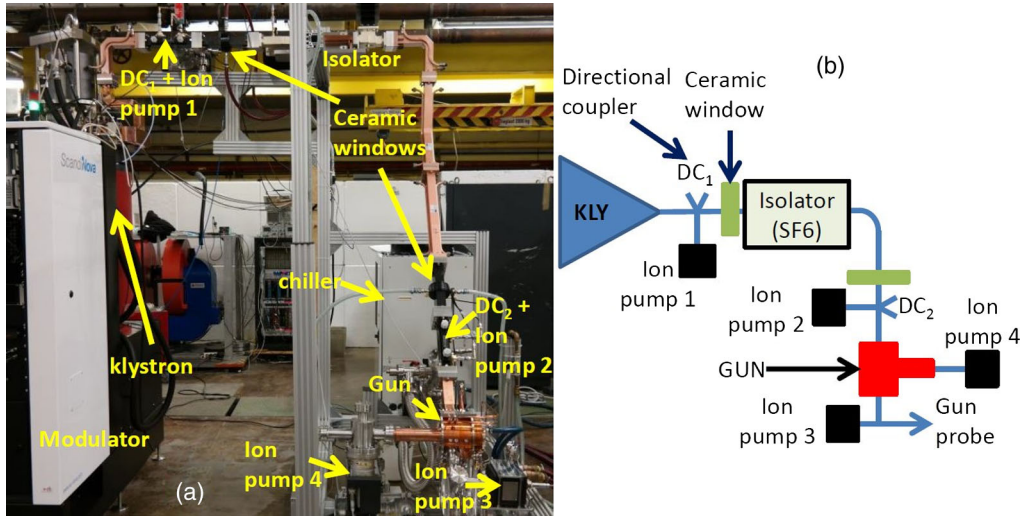 DC1 + Ion
pump 1
Isolator
Ceramic
windows
ScandiNova
chiller
DC2 +
Ion
pump 2
klystron
Gun
Modulator
Ion
pump 4
Ion
pump 3
(a)
(b)
Directional
coupler
Ceramic
window
DC1
KLY
Isolator
(SF6)
Ion
pump 1
Ion
pump 2
DC2
Ion
pump 4
GUN
Ion
pump 3
Gun
probe